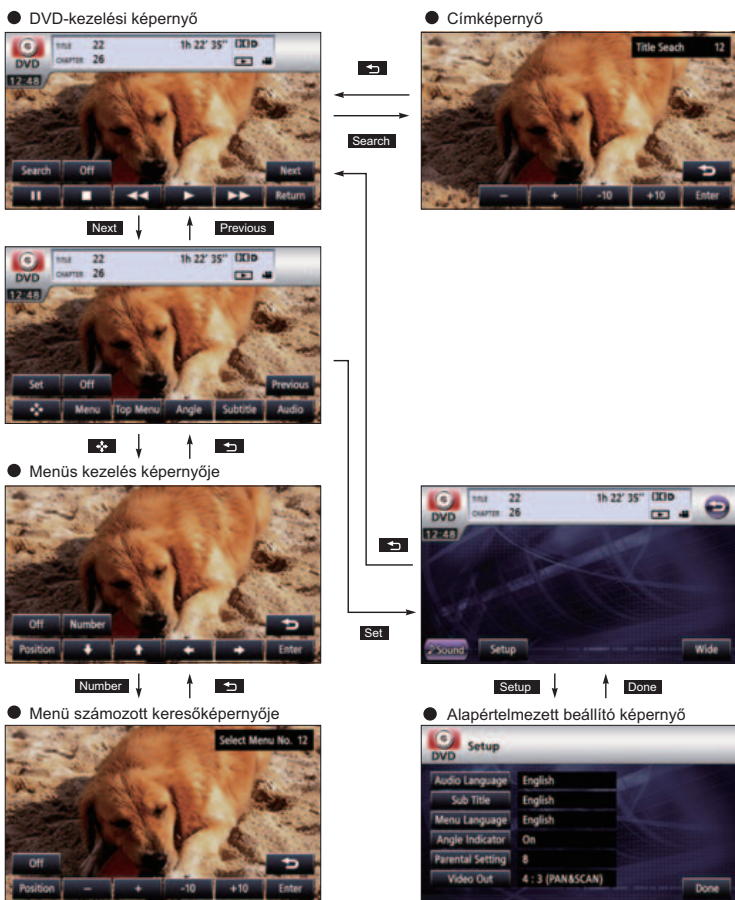 DVD-kezelési képernyő
DVD
TITLE 22 1h 22' 35"
CHAPTER 26
12:48
Search Off Next
Return
Címképernyő
Title Seach 12
- + -10 +10 Enter
Search
Next Previous
DVD
TITLE 22 1h 22' 35"
CHAPTER 26
12:48
Set Off Previous
Menu Top Menu Angle Subtitle Audio
Menüs kezelés képernyője
Off Number
Position Enter
Number
Set
DVD
TITLE 22 1h 22' 35"
CHAPTER 26
12:48
Sound Setup Wide
Setup Done
Menü számozott keresőképernyője
Select Menu No. 12
Off
Position - + -10 +10 Enter
Alapértelmezett beállító képernyő
DVD Setup
Audio Language English
Sub Title English
Menu Language English
Angle Indicator On
Parental Setting 8
Video Out 4 : 3 (PAN&SCAN)
Done